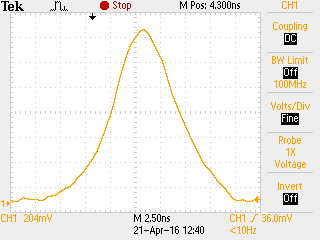 Tek Stop M Pos: 4.300ns CH1
Coupling
DC
BW Limit
Off
100MHz
Volts/Div
Fine
Probe
1X
Voltage
Invert
Off
1
CH1 204mV M 2.50ns CH1 36.0mV
21-Apr-16 12:40 <10Hz